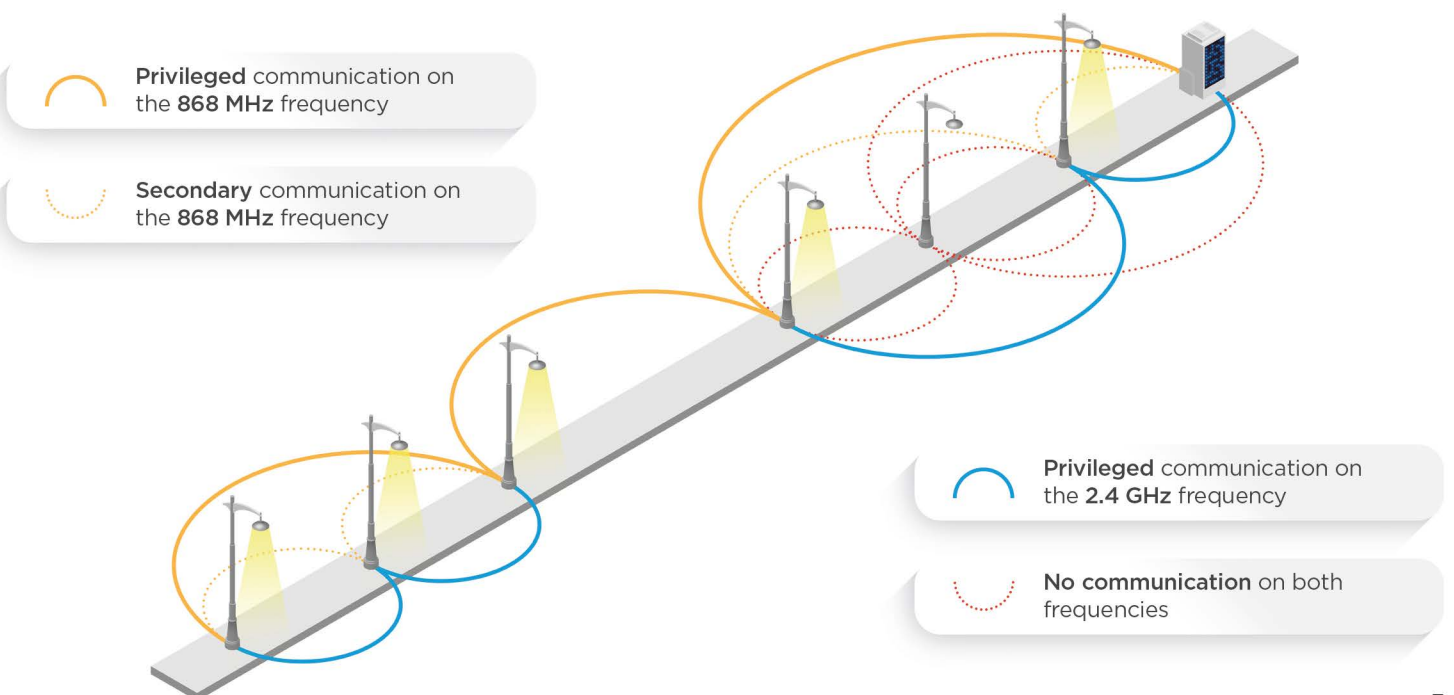 Privileged communication on
the 868 MHz frequency
Secondary communication on
the 868 MHz frequency
Privileged communication on
the 2.4 GHz frequency
No communication on both
frequencies